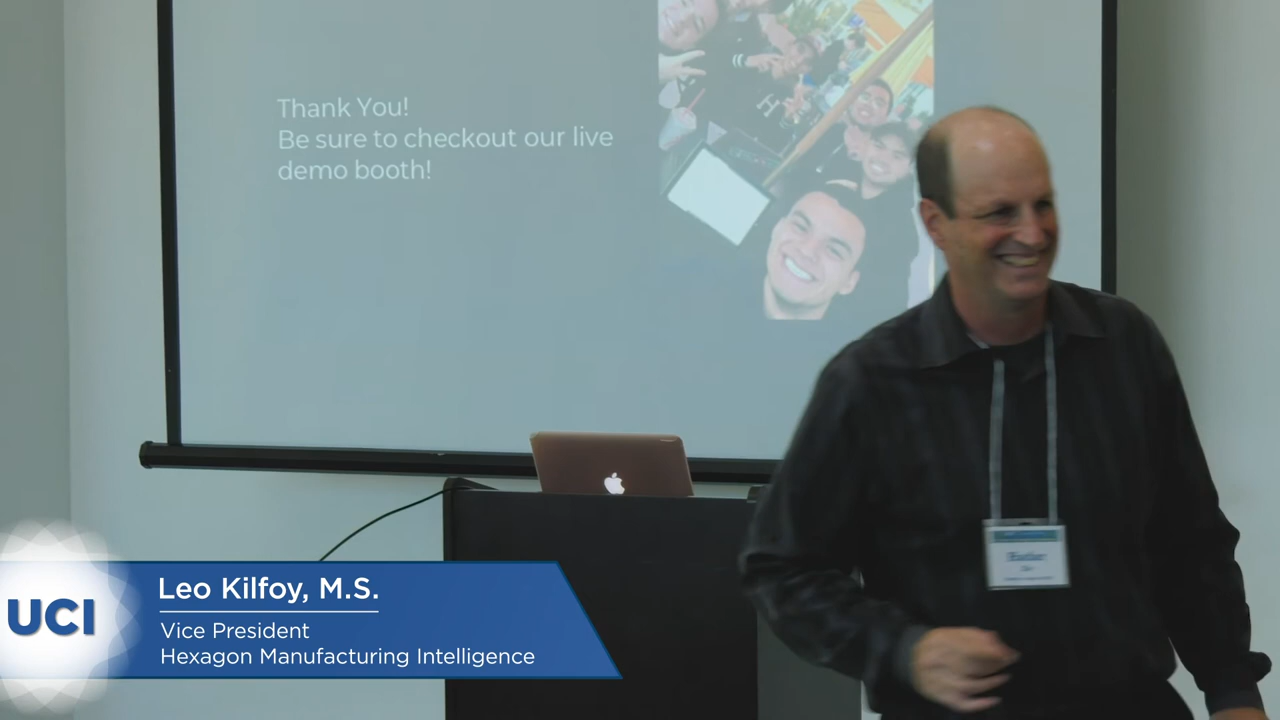 Thank You!
Be sure to checkout our live
demo booth!
UCI
Leo Kilfoy, M.S.
Vice President
Hexagon Manufacturing Intelligence